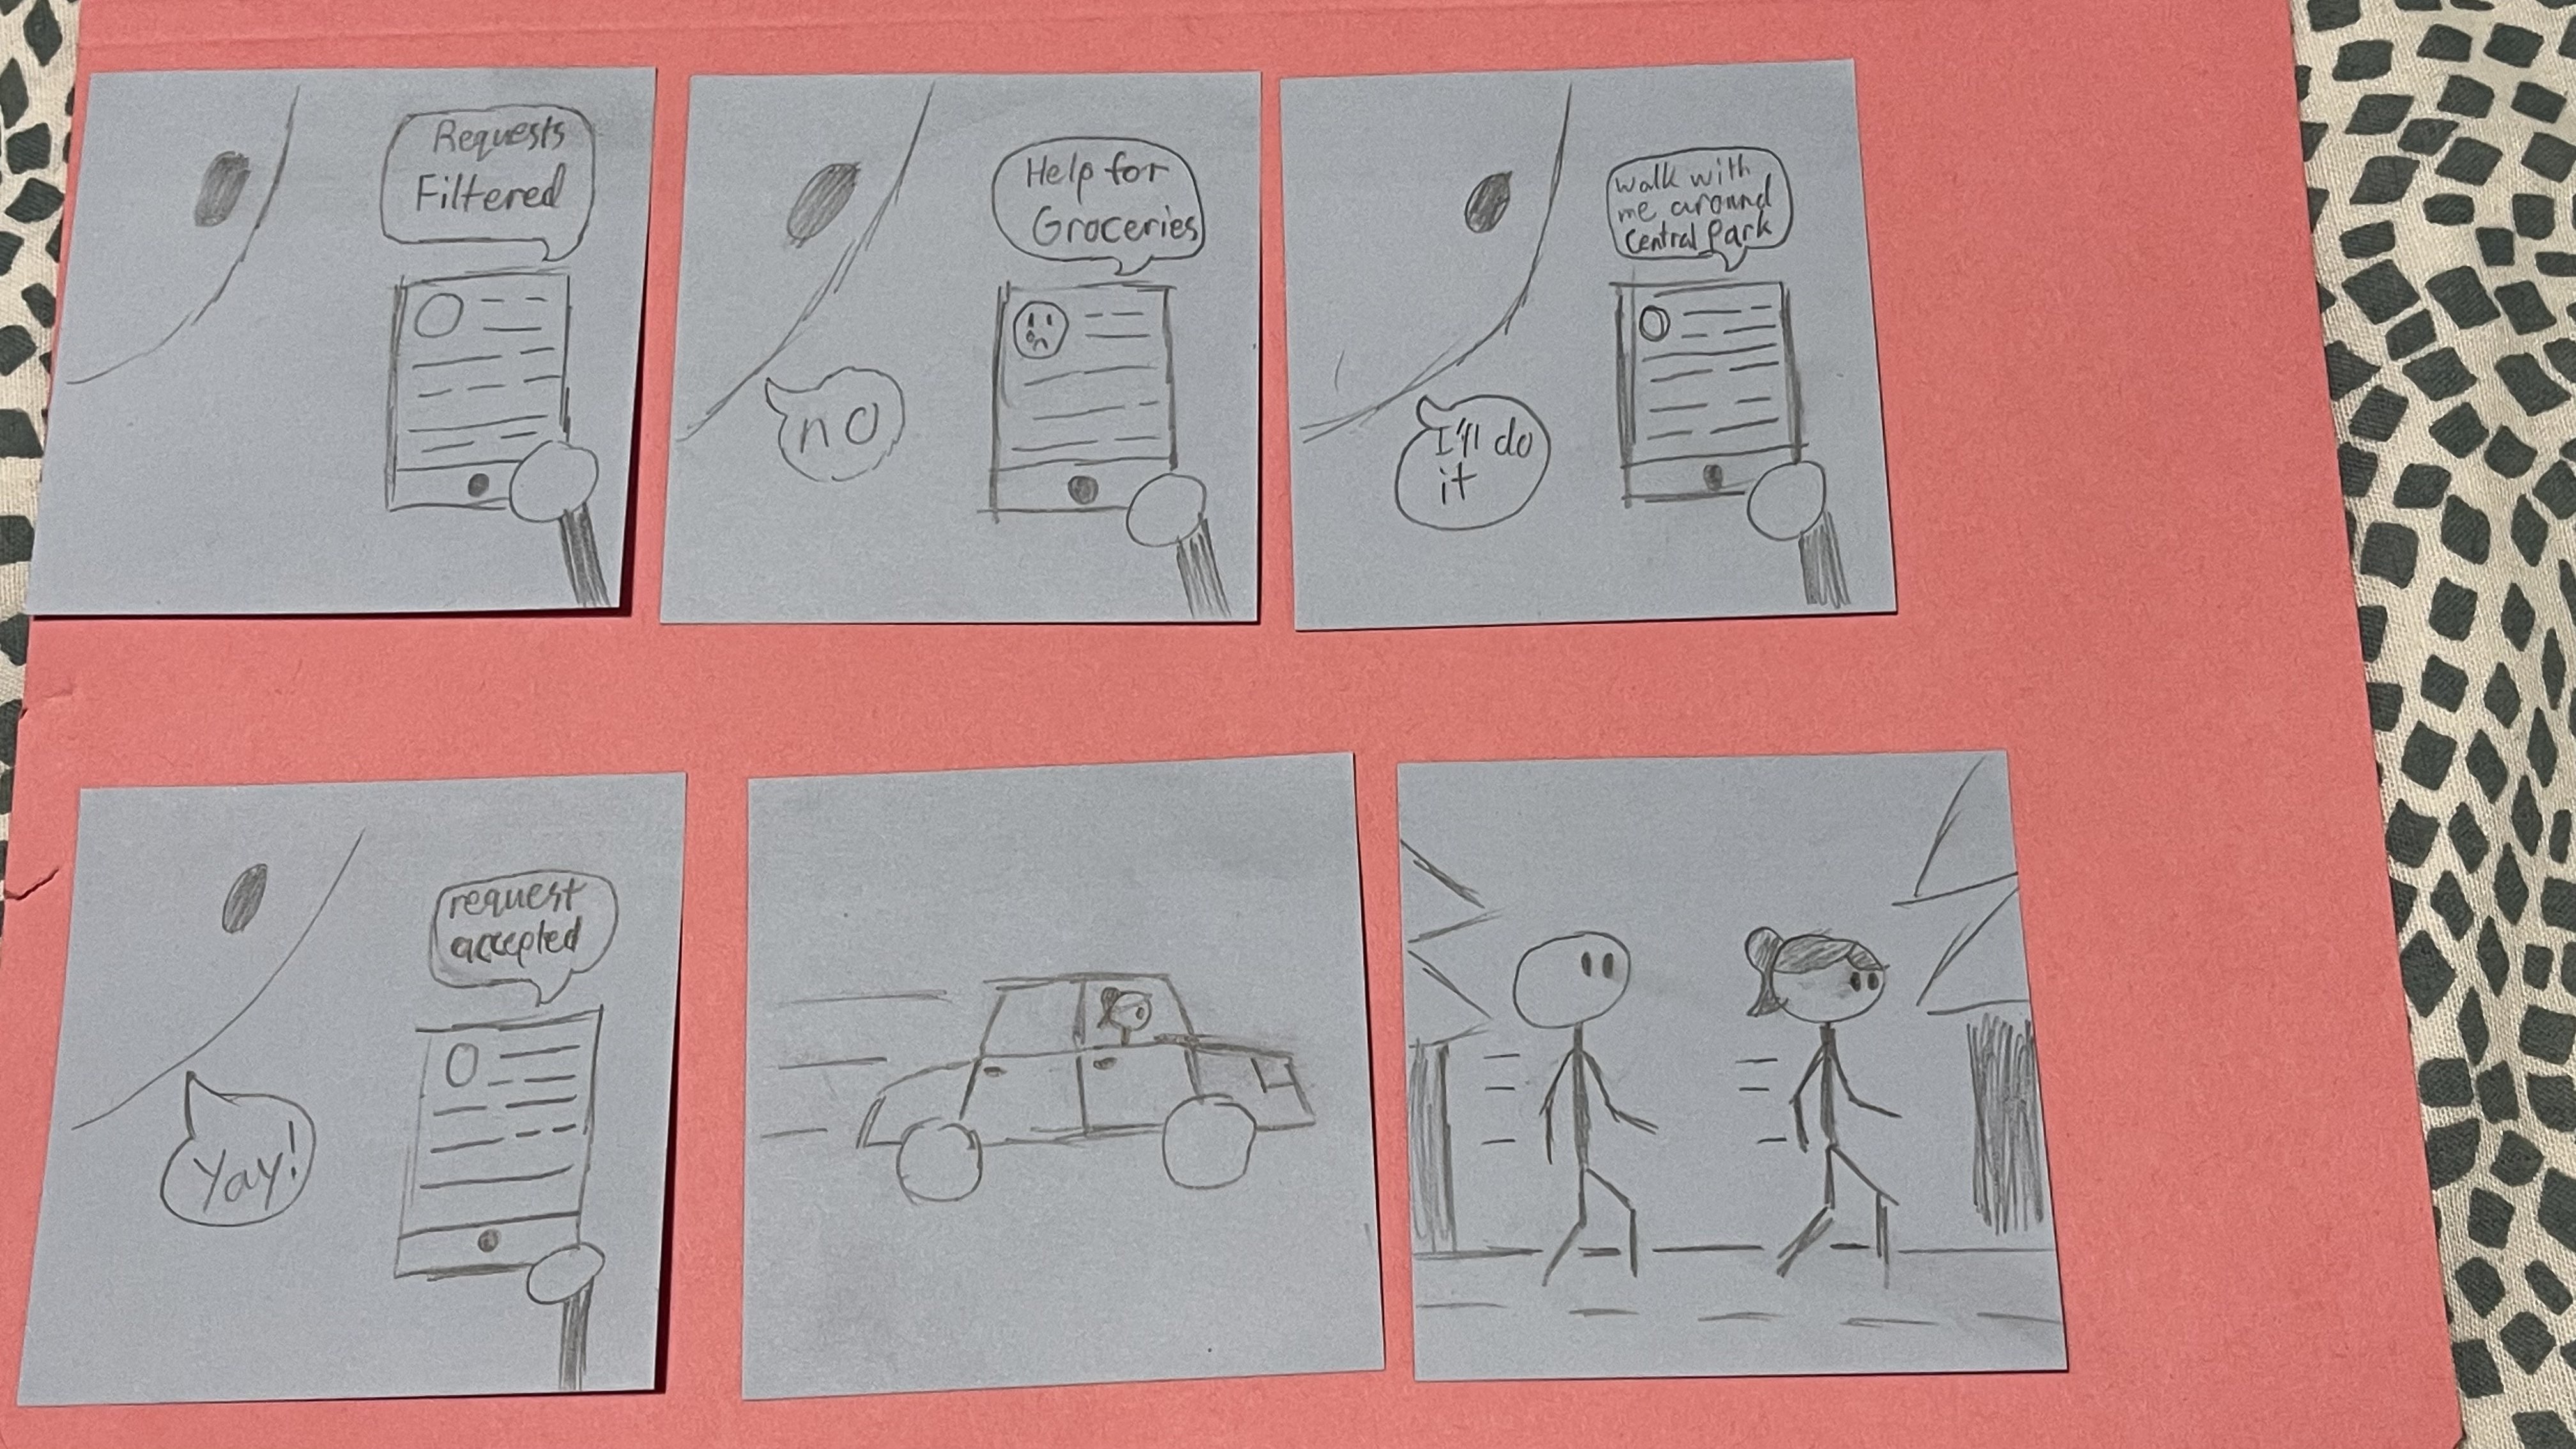 Requests
Filtered
Help for
Groceries
no
walk with
me around
Central Park
I'll do
it
request
accepted
Yay!